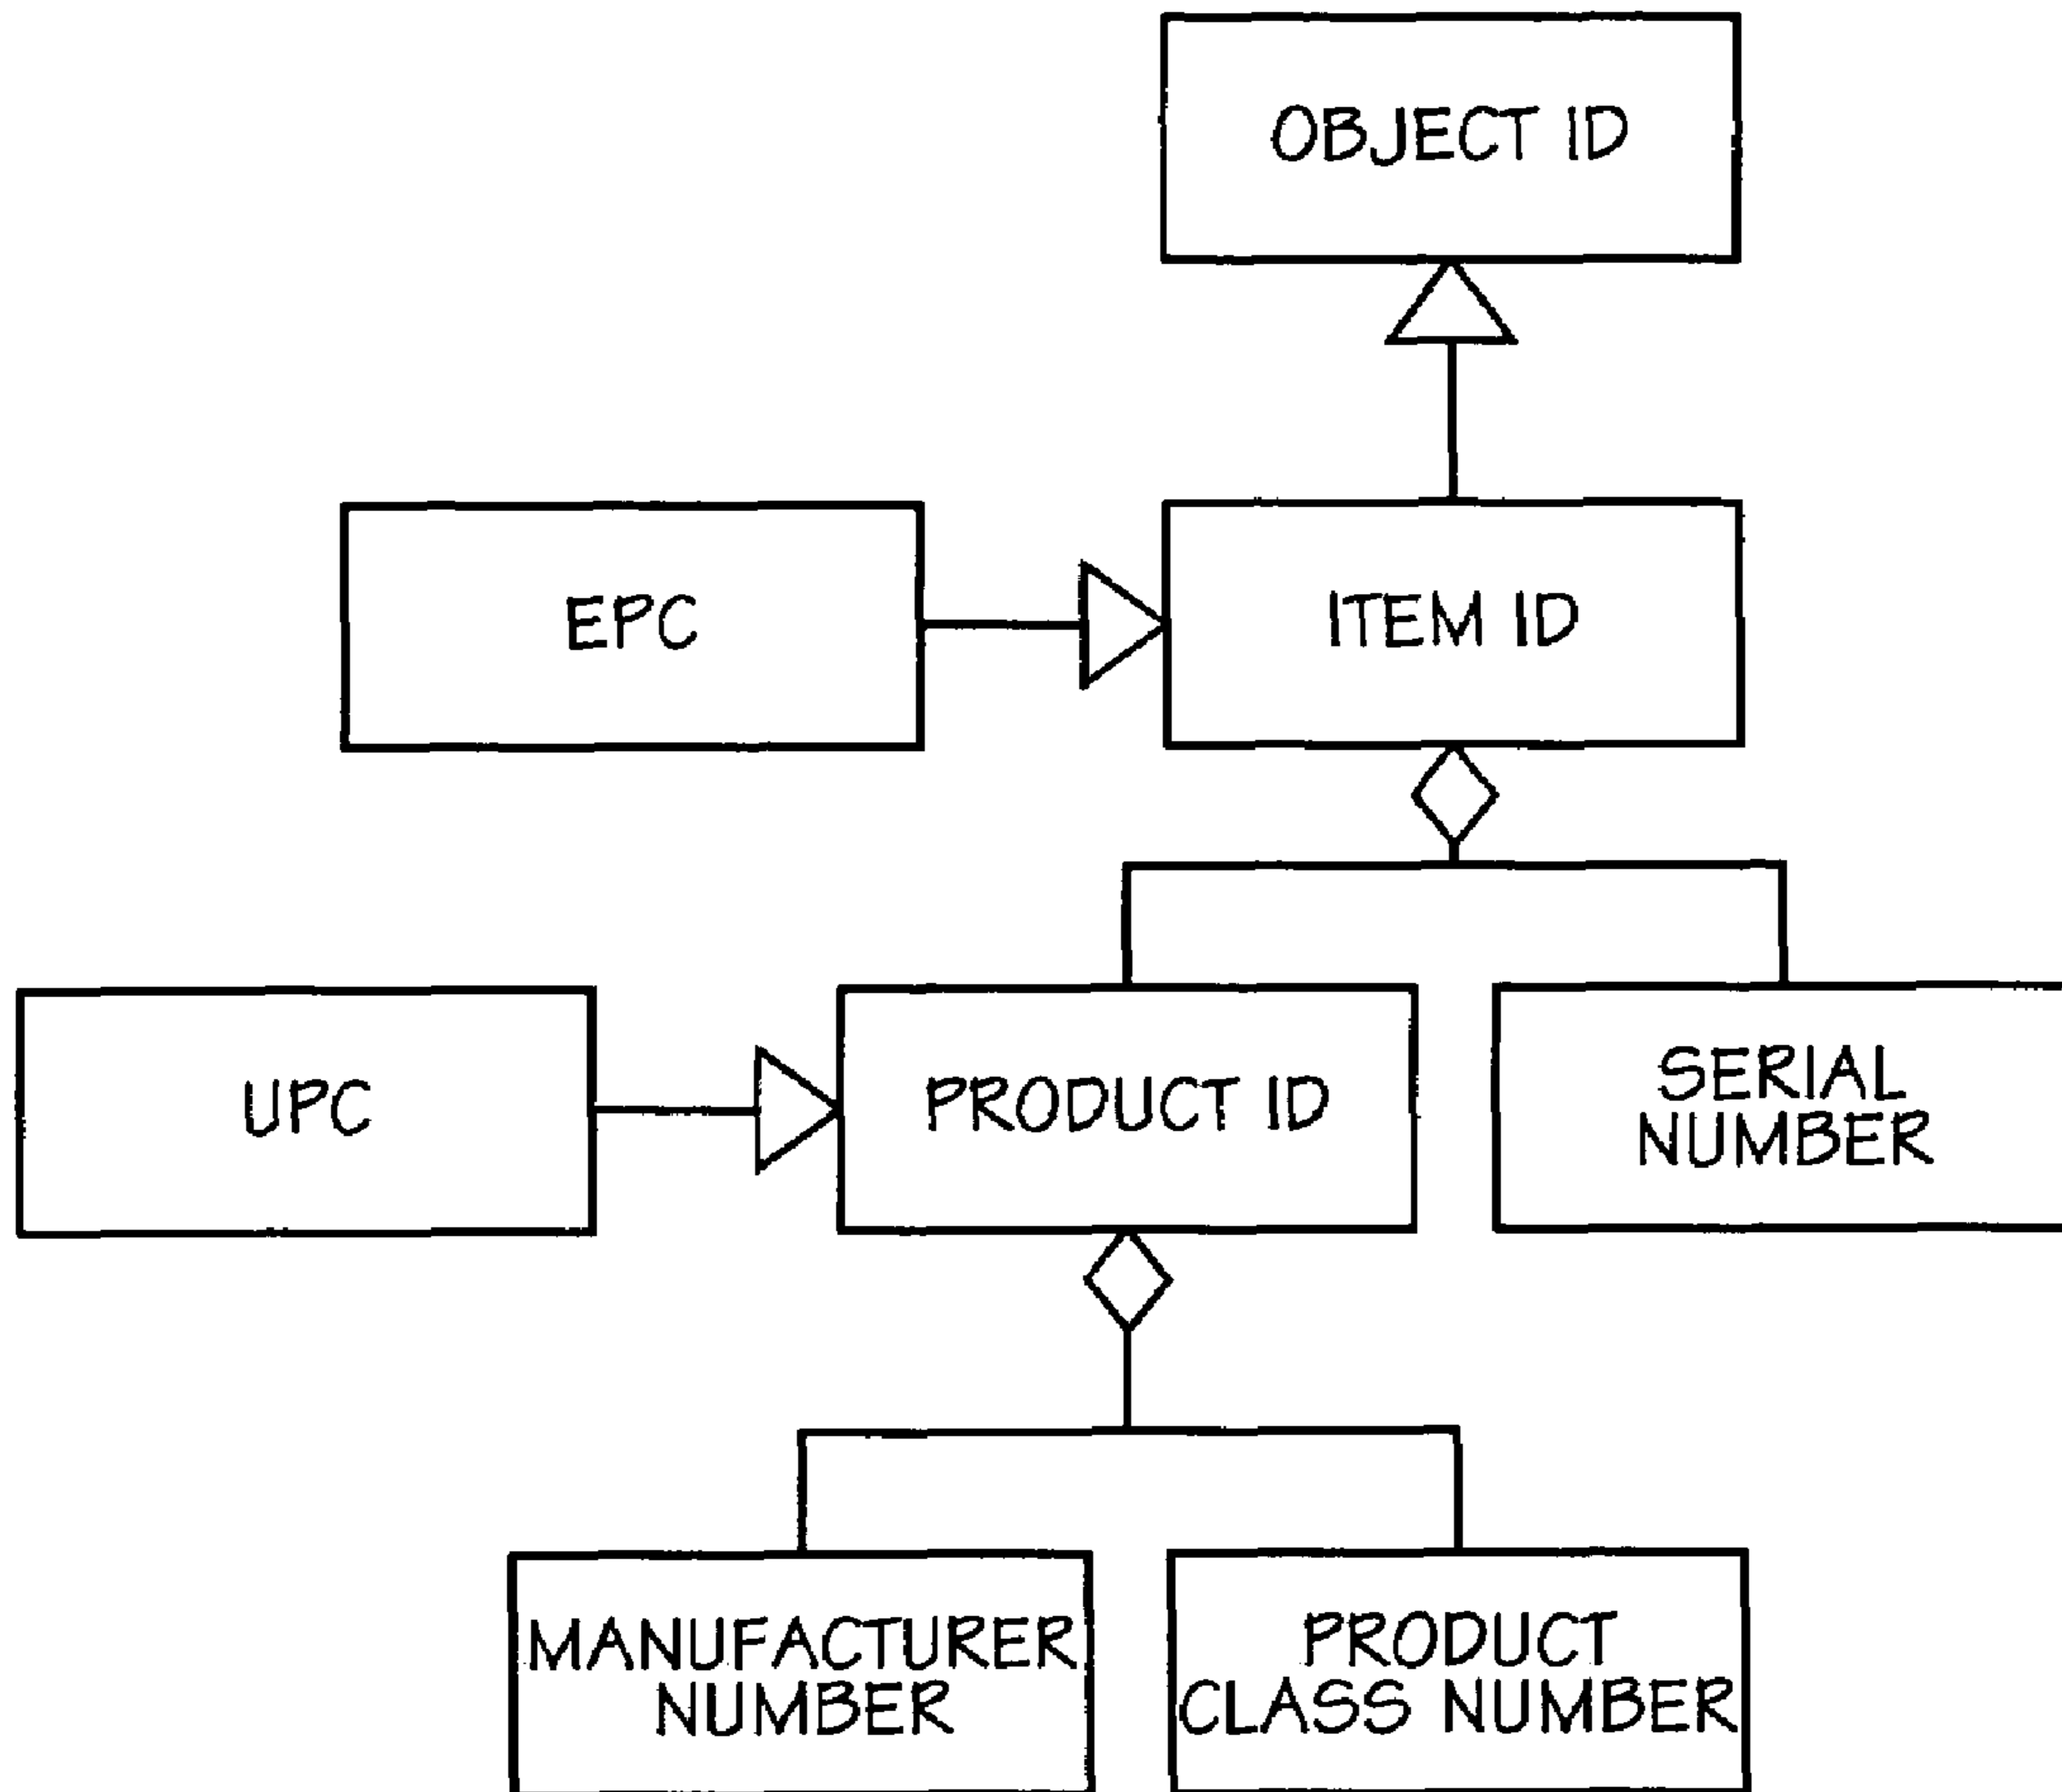 OBJECT ID
EPC
ITEM ID
UPC
PRODUCT ID
SERIAL
NUMBER
MANUFACTURER
NUMBER
PRODUCT
CLASS NUMBER